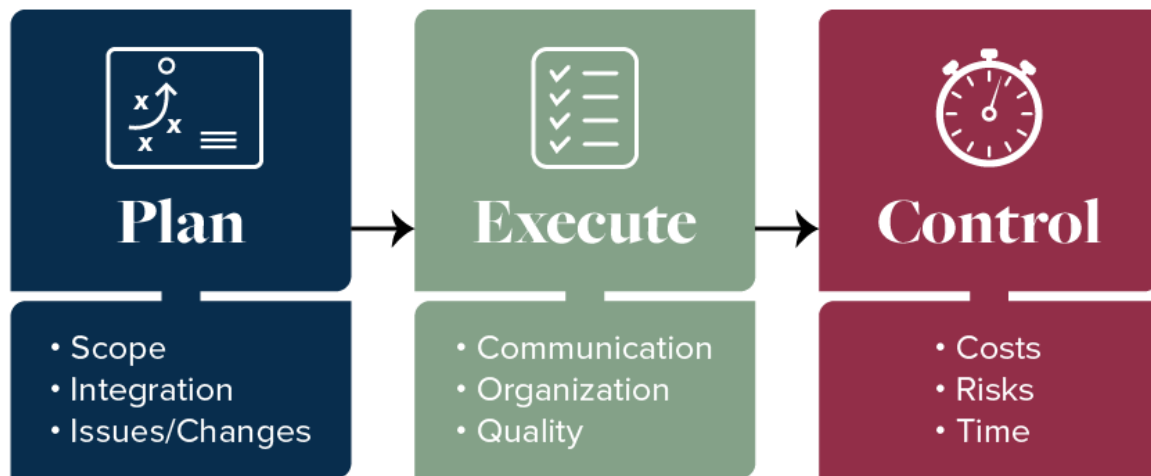 Plan
• Scope
• Integration
• Issues/Changes
Execute
• Communication
• Organization
• Quality
Control
• Costs
• Risks
• Time